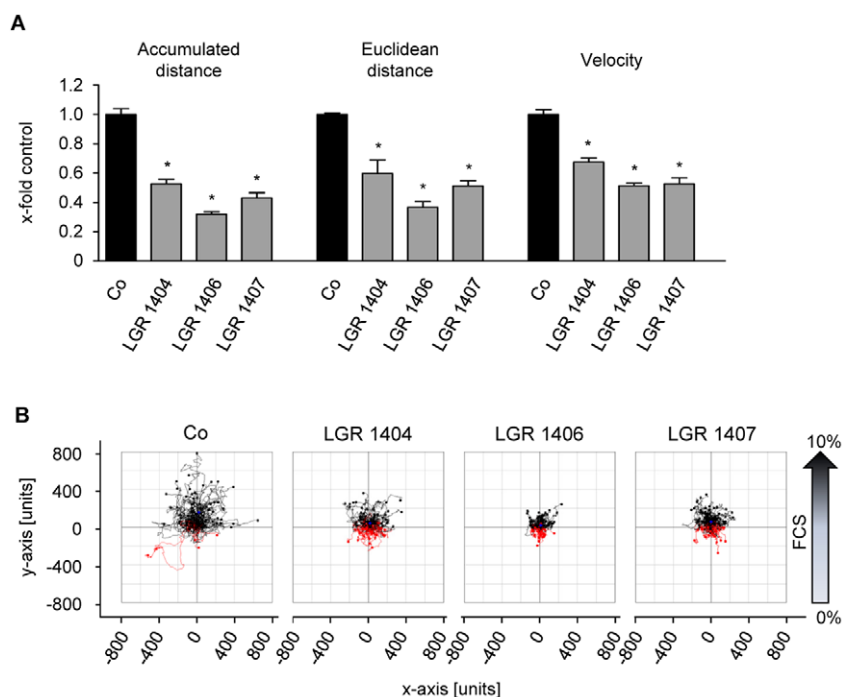 A
Accumulated
distance
Euclidean
distance
Velocity
x-fold control
1.2
1.0
0.8
0.6
0.4
0.2
0
* * *
* * *
* * *
Co
LGR 1404
LGR 1406
LGR 1407
Co
LGR 1404
LGR 1406
LGR 1407
Co
LGR 1404
LGR 1406
LGR 1407
B
Co
LGR 1404
LGR 1406
LGR 1407
y-axis [units]
800
400
0
-400
-800
-800 -400 0 400 800
-800 -400 0 400 800
-800 -400 0 400 800
-800 -400 0 400 800
x-axis [units]
10%
FCS
0%